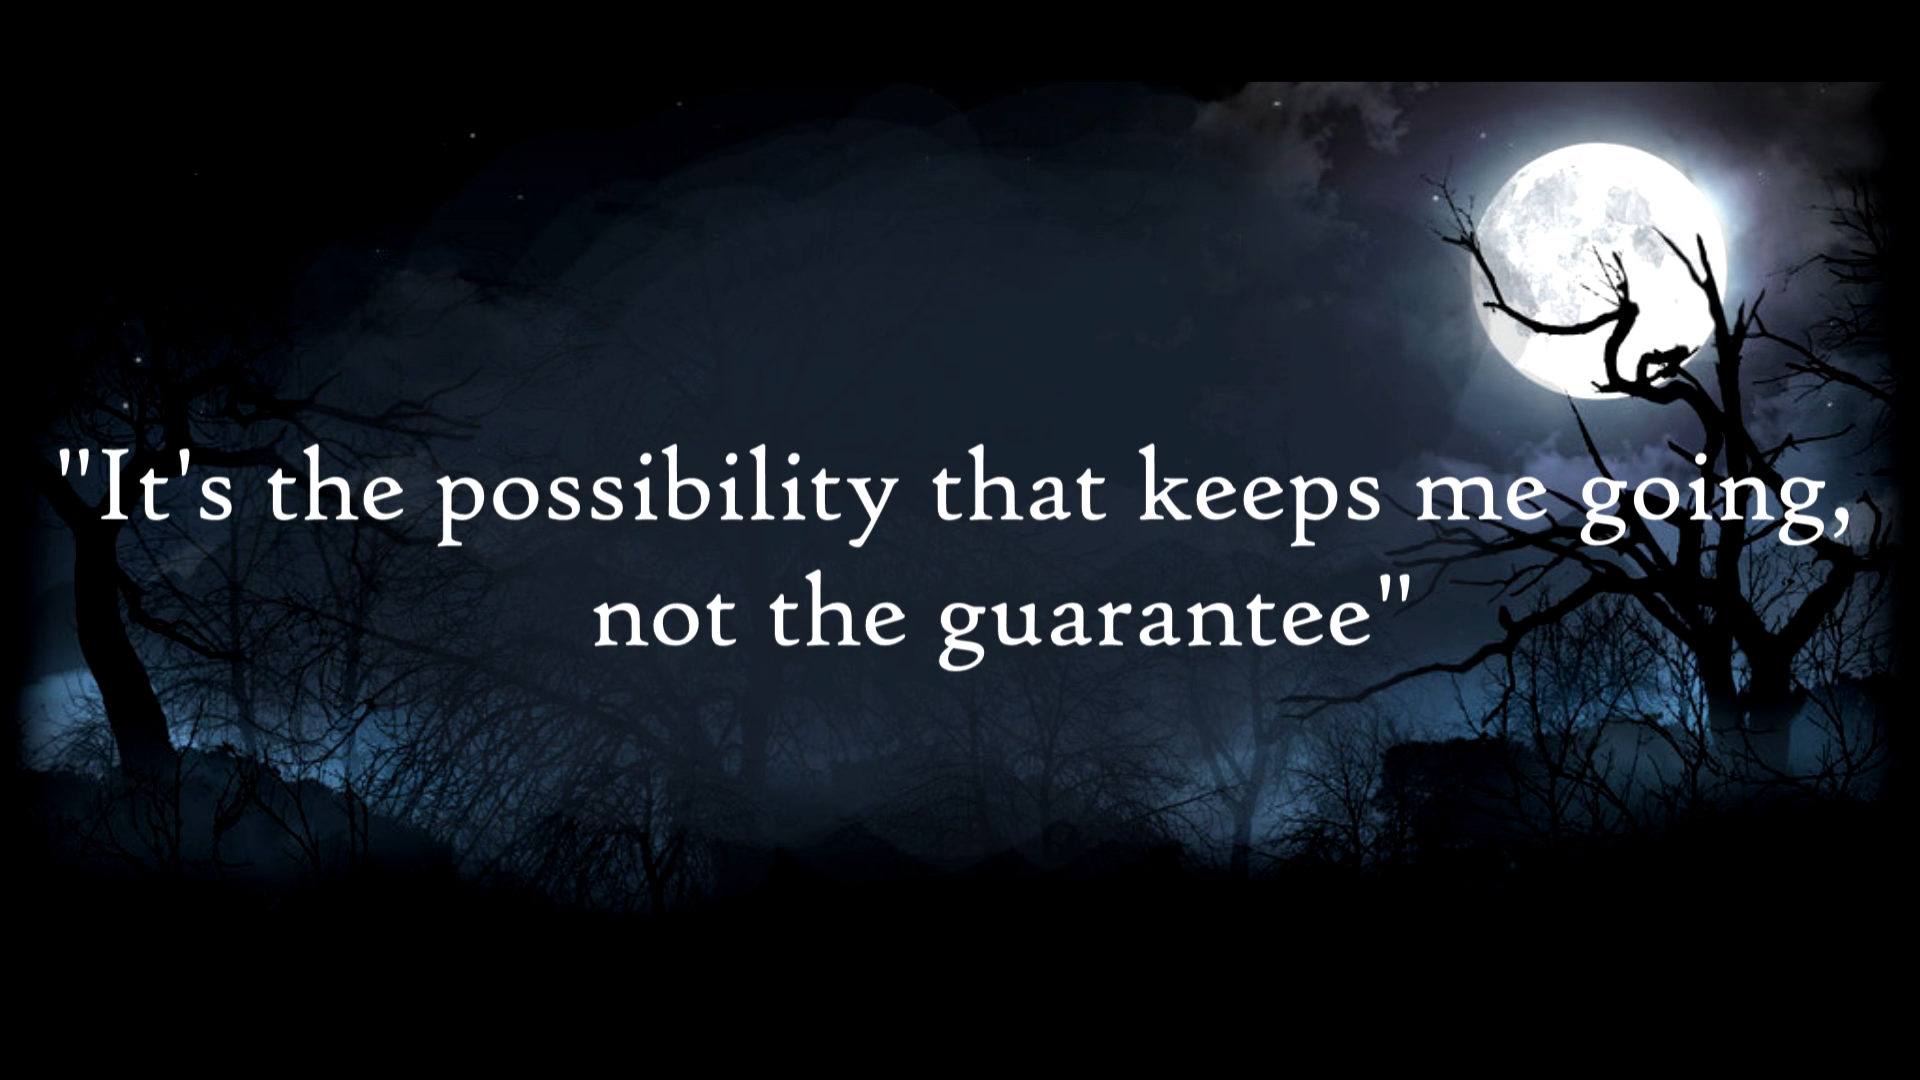 "It's the possibility that keeps me going,
not the guarantee"